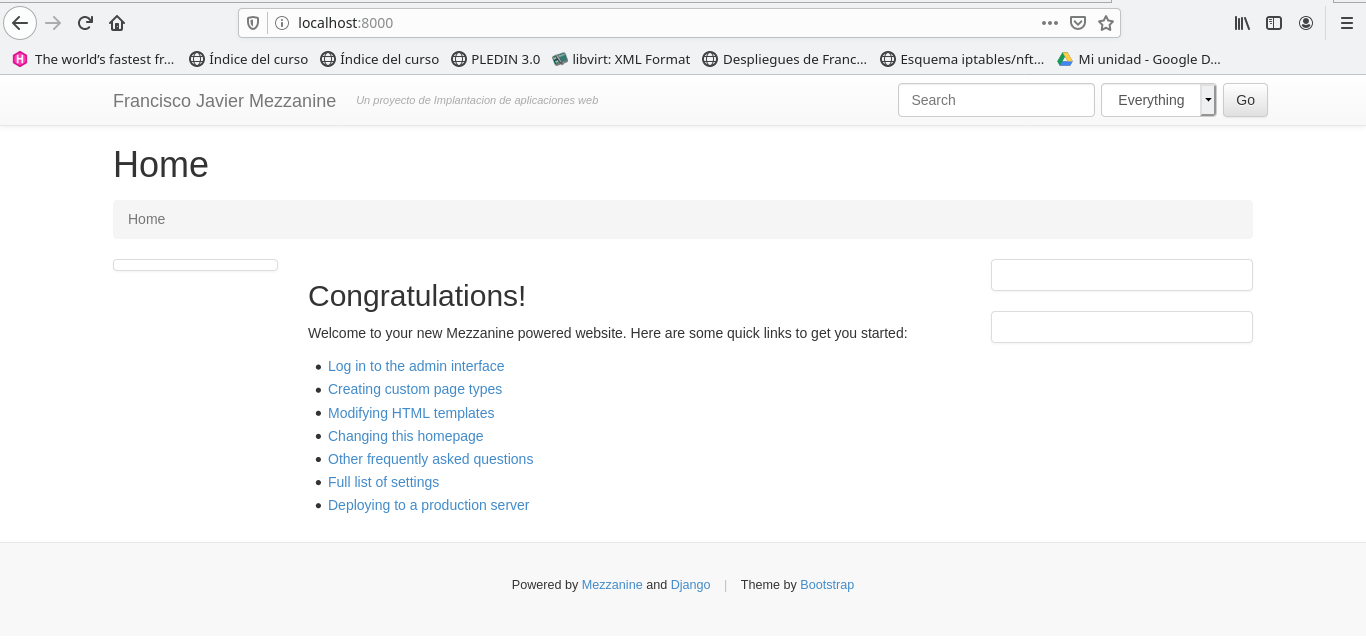 localhost:8000
The world’s fastest fr… Índice del curso Índice del curso PLEDIN 3.0 libvirt: XML Format Despliegues de Franc… Esquema iptables/nft… Mi unidad - Google D…
Francisco Javier Mezzanine Un proyecto de Implantacion de aplicaciones web Search Everything Go
Home
Home
Congratulations!
Welcome to your new Mezzanine powered website. Here are some quick links to get you started:
Log in to the admin interface
Creating custom page types
Modifying HTML templates
Changing this homepage
Other frequently asked questions
Full list of settings
Deploying to a production server
Powered by Mezzanine and Django | Theme by Bootstrap